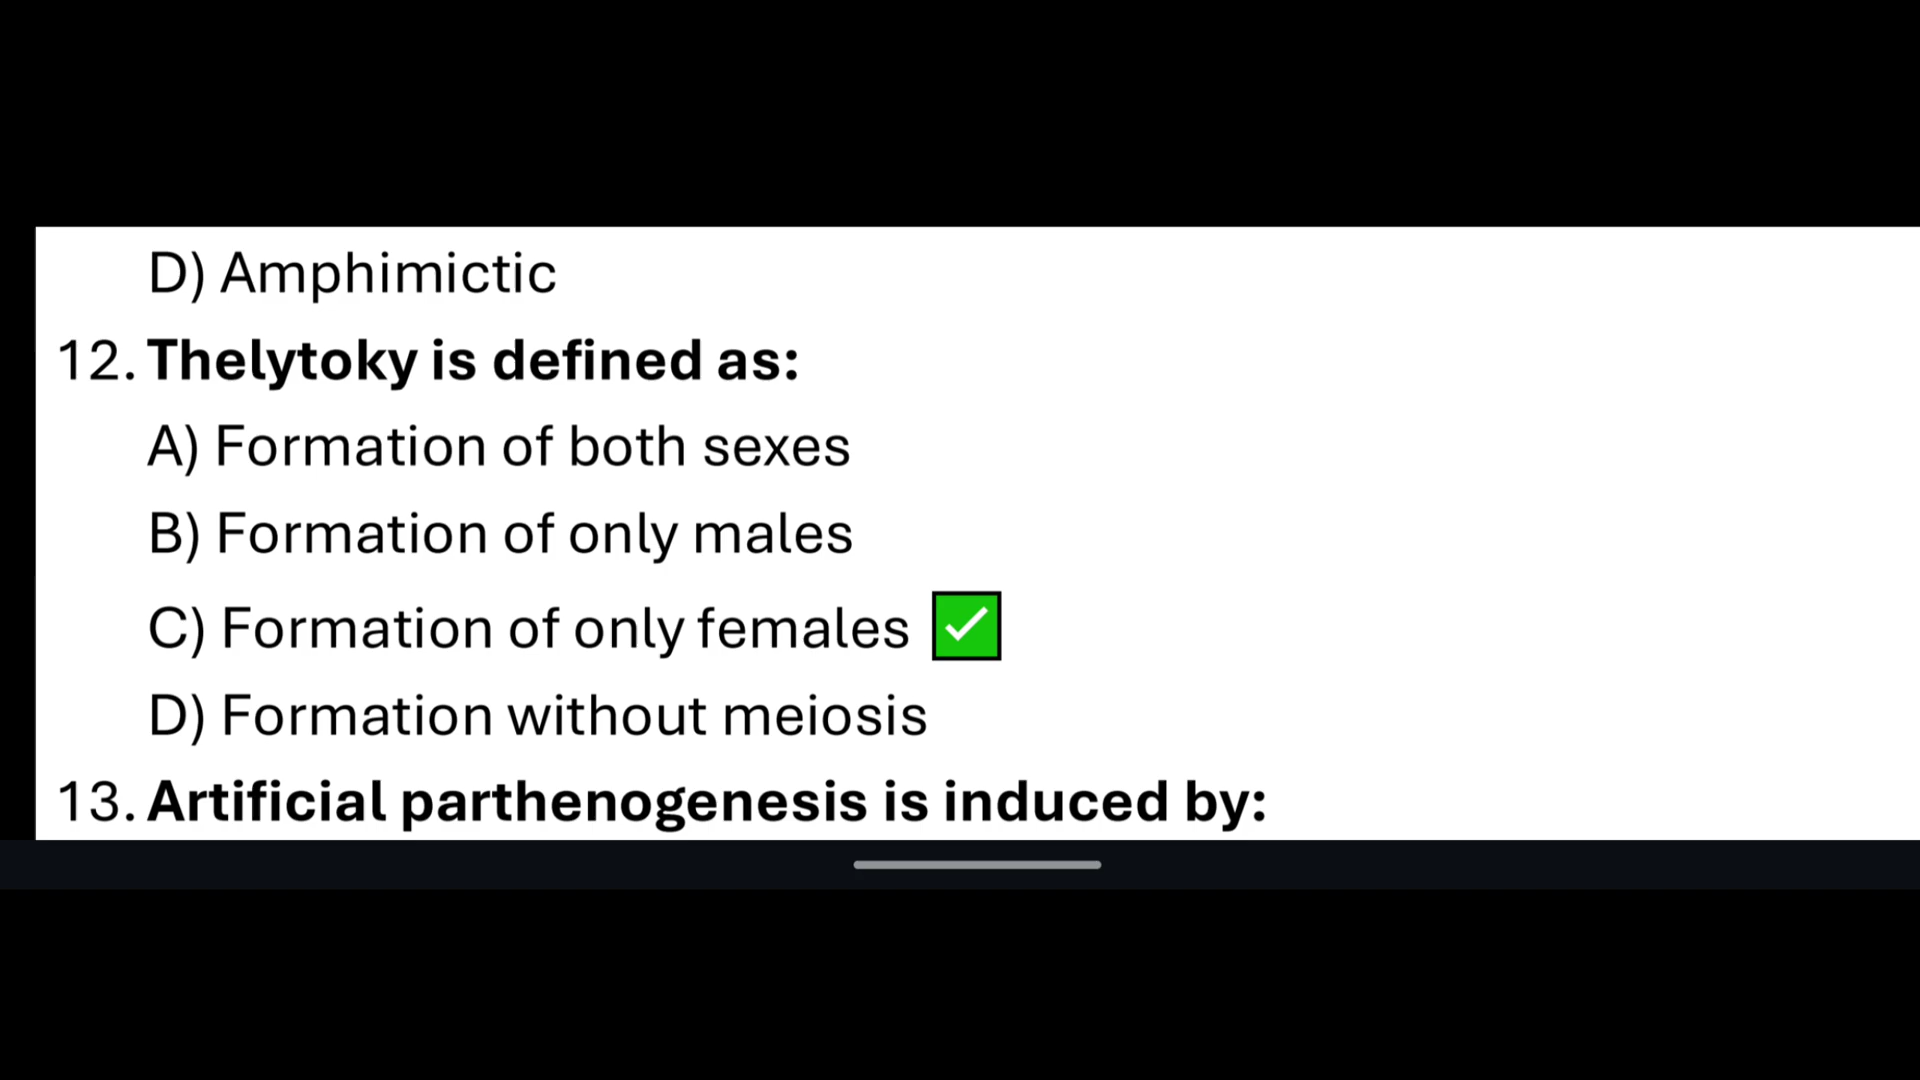 D) Amphimictic
12. Thelytoky is defined as:
A) Formation of both sexes
B) Formation of only males
C) Formation of only females ✅
D) Formation without meiosis
13. Artificial parthenogenesis is induced by: